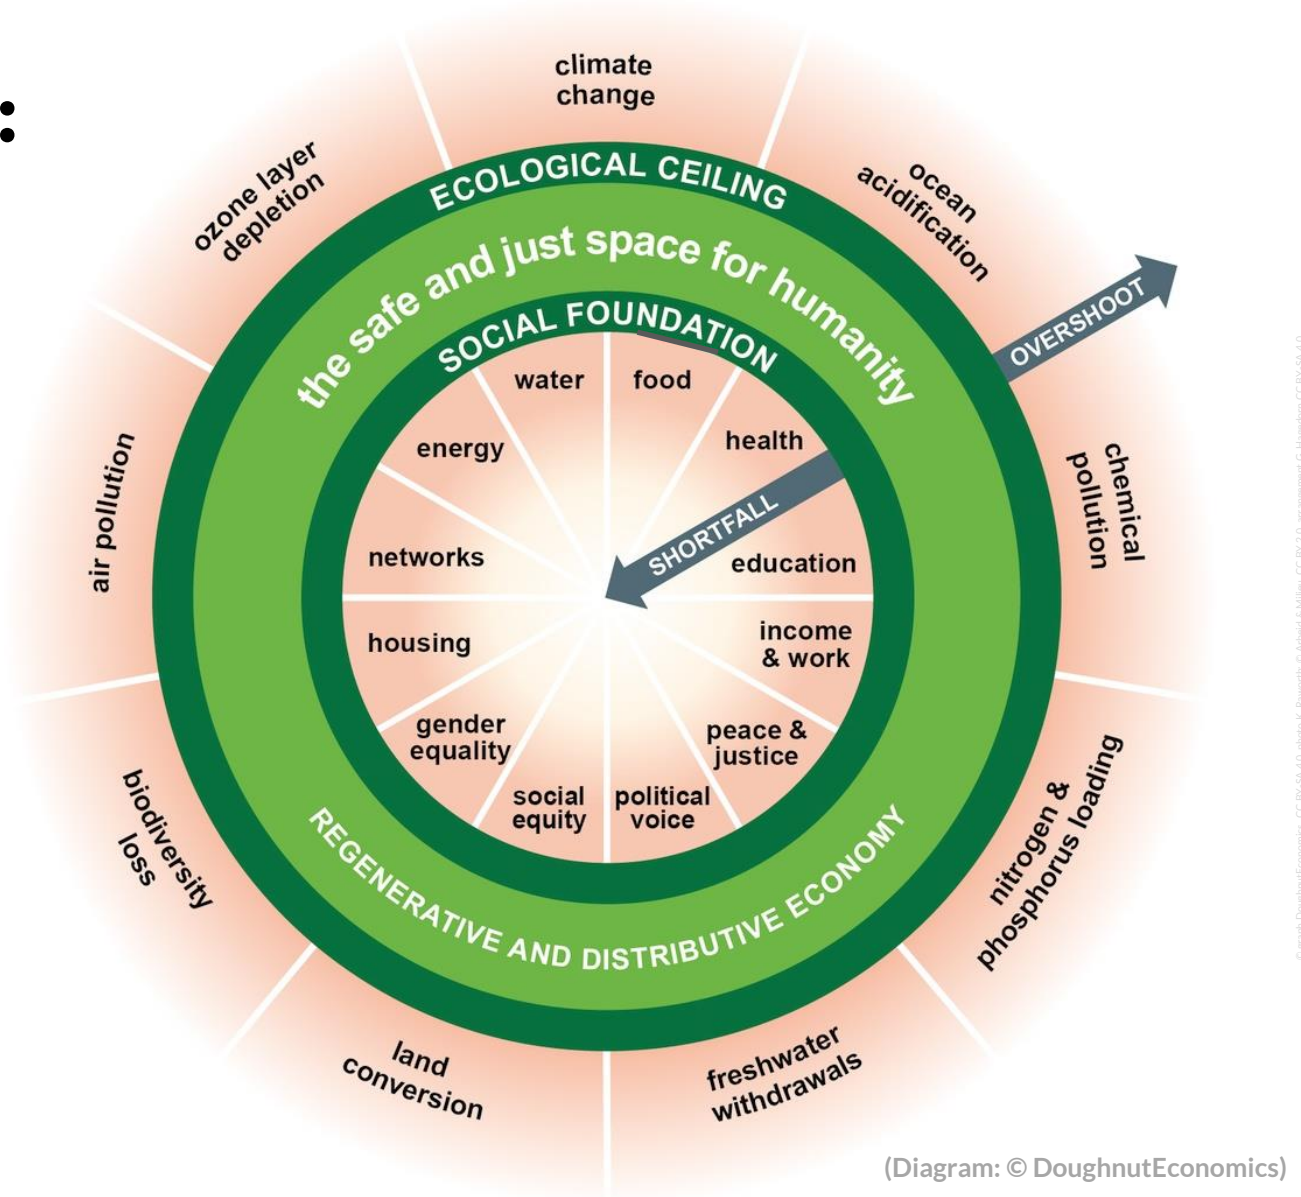 :
climate
change
ozone layer
depletion
ocean
acidification
ECOLOGICAL CEILING
the safe and just space for humanity
OVERSHOOT
SOCIAL FOUNDATION
water
food
energy
health
SHORTFALL
networks
education
housing
income
& work
gender
equality
peace &
justice
social
equity
political
voice
REGENERATIVE AND DISTRIBUTIVE ECONOMY
air pollution
chemical
pollution
biodiversity
loss
nitrogen &
phosphorus loading
land
conversion
freshwater
withdrawals
(Diagram: © DoughnutEconomics)